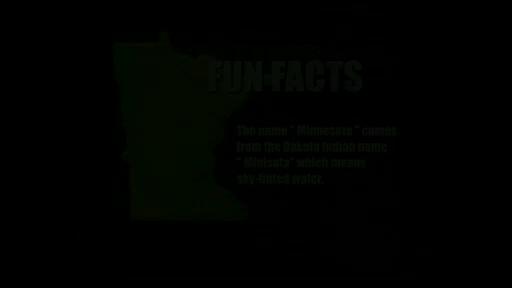 FUN-FACTS
The name " Minnesota " comes
from the Dakota Indian name
" Minisota" which means
sky-tinted water.